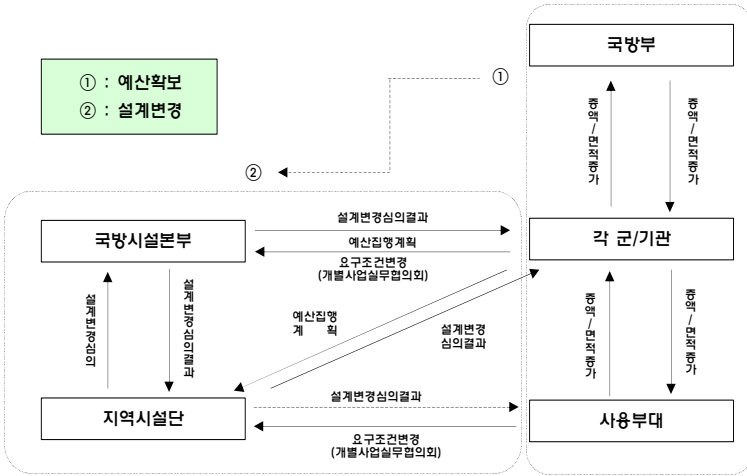 국방부
① : 예산확보
② : 설계변경
①
증액/면적증가
증액/면적증가
②
국방시설본부
설계변경심의결과
예산집행계획
요구조건변경
(개별사업실무협의회)
각 군/기관
설계변경심의
설계변경심의결과
예산집행
계 획
설계변경
심의결과
증액/면적증가
증액/면적증가
지역시설단
설계변경심의결과
요구조건변경
(개별사업실무협의회)
사용부대